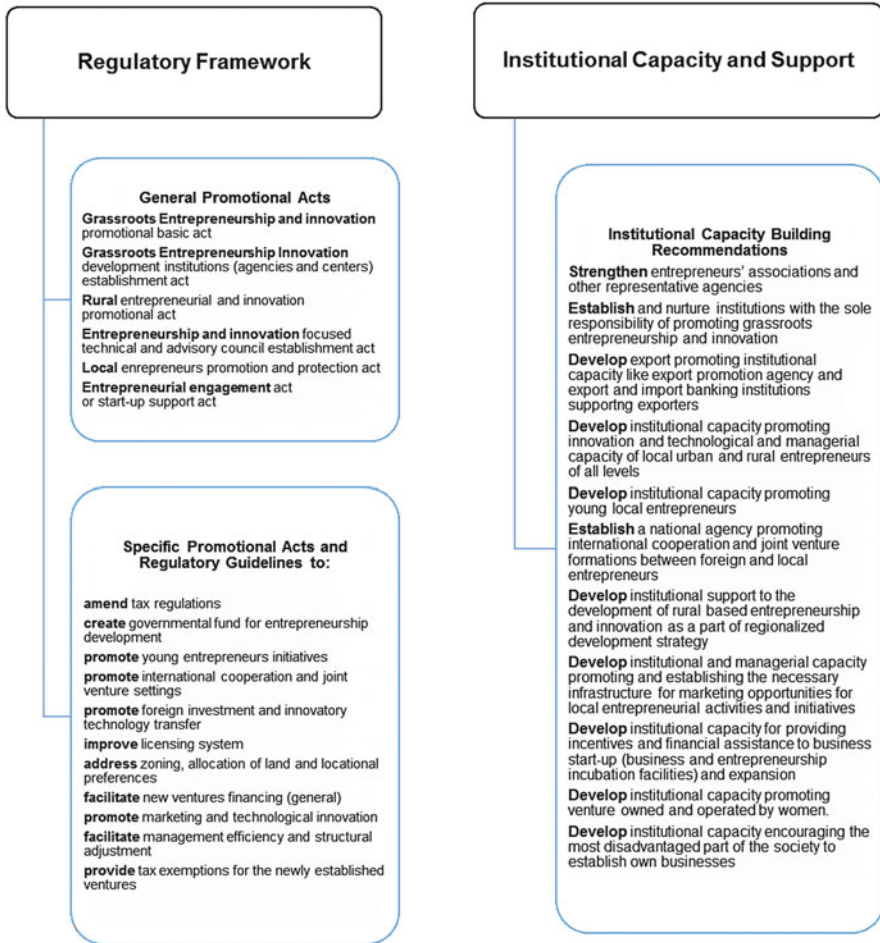 Regulatory Framework
General Promotional Acts
Grassroots Entrepreneurship and innovation
promotional basic act
Grassroots Entrepreneurship Innovation
development institutions (agencies and centers)
establishment act
Rural entrepreneurial and innovation
promotional act
Entrepreneurship and innovation focused
technical and advisory council establishment act
Local enrepreneurs promotion and protection act
Entrepreneurial engagement act
or start-up support act
Specific Promotional Acts and
Regulatory Guidelines to:
amend tax regulations
create governmental fund for entrepreneurship
development
promote young entrepreneurs initiatives
promote international cooperation and joint
venture settings
promote foreign investment and innovatory
technology transfer
improve licensing system
address zoning, allocation of land and locational
preferences
facilitate new ventures financing (general)
promote marketing and technological innovation
facilitate management efficiency and structural
adjustment
provide tax exemptions for the newly established
ventures
Institutional Capacity and Support
Institutional Capacity Building
Recommendations
Strengthen entrepreneurs' associations and
other representative agencies
Establish and nurture institutions with the sole
responsibility of promoting grassroots
entrepreneurship and innovation
Develop export promoting institutional
capacity like export promotion agency and
export and import banking institutions
supportng exporters
Develop institutional capacity promoting
innovation and technological and managerial
capacity of local urban and rural entrepreneurs
of all levels
Develop institutional capacity promoting
young local entrepreneurs
Establish a national agency promoting
international cooperation and joint venture
formations between foreign and local
entrepreneurs
Develop institutional support to the
development of rural based entrepreneurship
and innovation as a part of regionalized
development strategy
Develop institutional and managerial capacity
promoting and establishing the necessary
infrastructure for marketing opportunities for
local entrepreneurial activities and initiatives
Develop institutional capacity for providing
incentives and financial assistance to business
start-up (business and entrepreneurship
incubation facilities) and expansion
Develop institutional capacity promoting
venture owned and operated by women.
Develop institutional capacity encouraging the
most disadvantaged part of the society to
establish own businesses